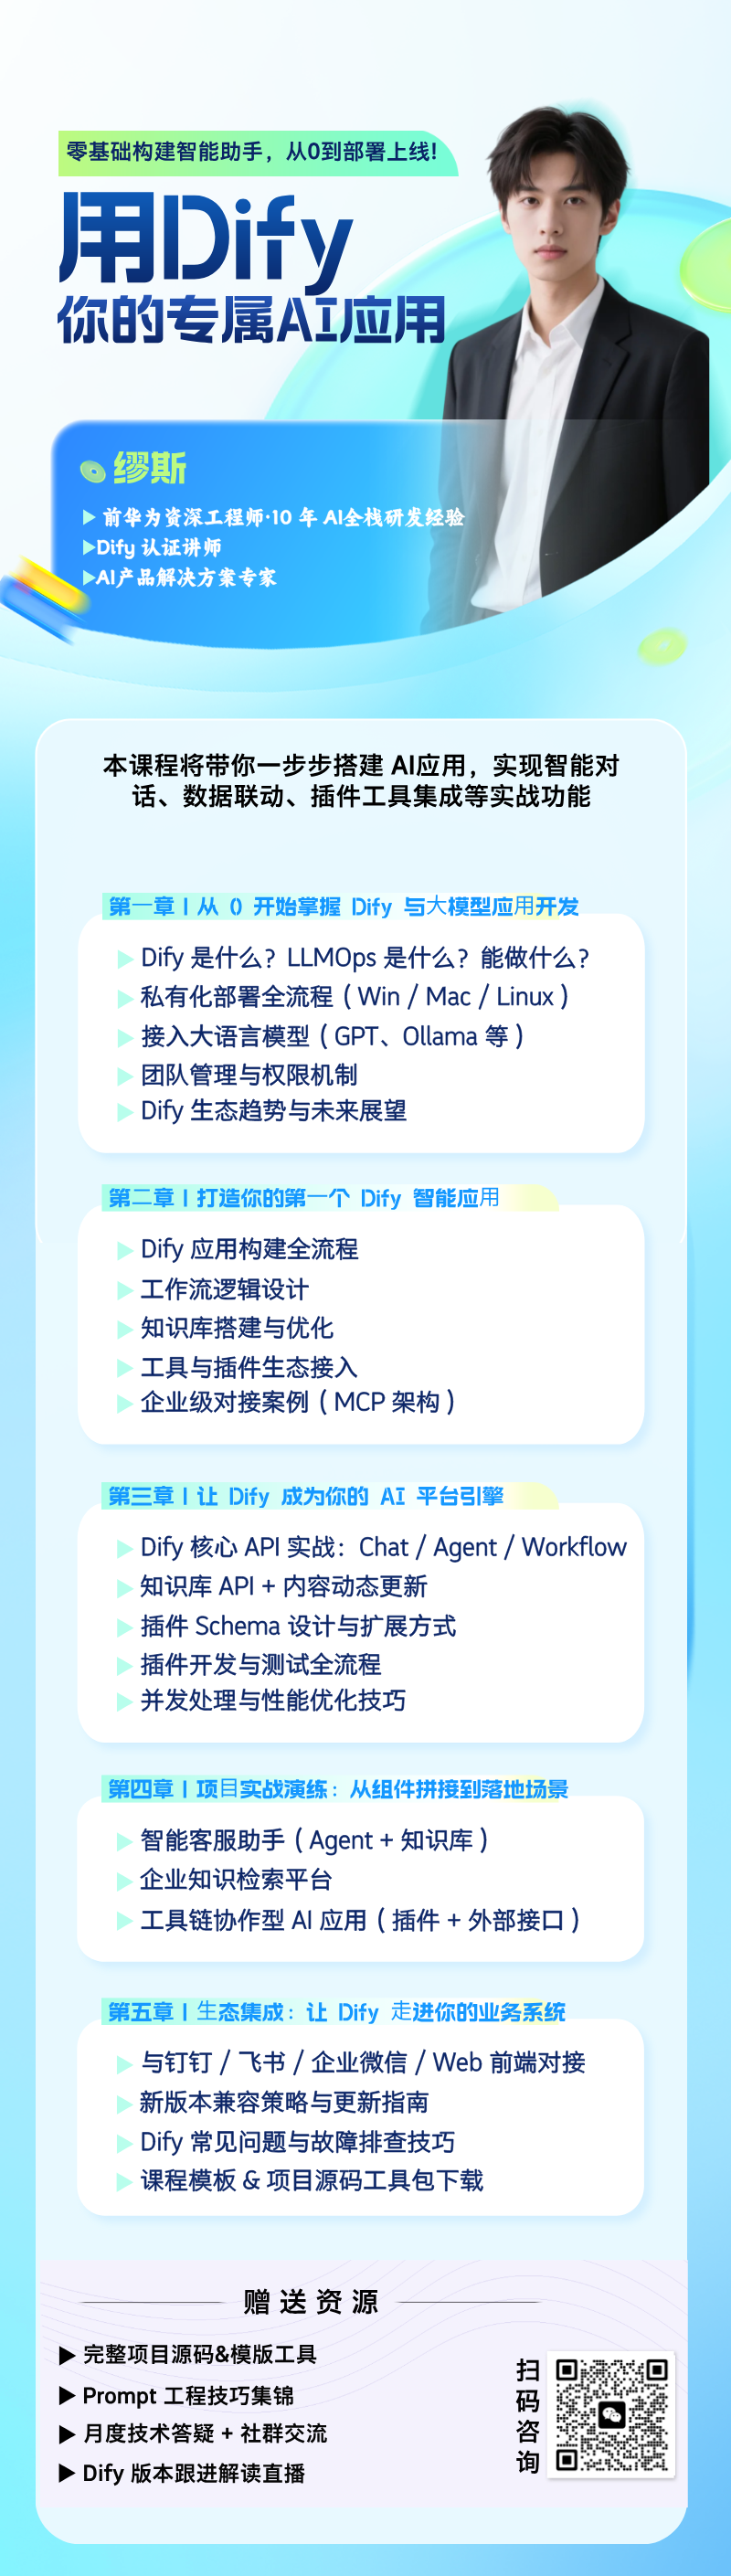 零基础构建智能助手，从0到部署上线！
用Dify
你的专属AI应用
缪斯
▶ 前华为资深工程师·10 年 AI全栈研发经验
▶Dify 认证讲师
▶AI产品解决方案专家
本课程将带你一步步搭建 AI应用，实现智能对
话、数据联动、插件工具集成等实战功能
第一章丨从 0 开始掌握 Dify 与大模型应用开发
▶ Dify 是什么？LLMOps 是什么？能做什么？
▶ 私有化部署全流程（Win / Mac / Linux）
▶ 接入大语言模型（GPT、Ollama 等）
▶ 团队管理与权限机制
▶ Dify 生态趋势与未来展望
第二章丨打造你的第一个 Dify 智能应用
▶ Dify 应用构建全流程
▶ 工作流逻辑设计
▶ 知识库搭建与优化
▶ 工具与插件生态接入
▶ 企业级对接案例（MCP 架构）
第三章丨让 Dify 成为你的 AI 平台引擎
▶ Dify 核心 API 实战：Chat / Agent / Workflow
▶ 知识库 API + 内容动态更新
▶ 插件 Schema 设计与扩展方式
▶ 插件开发与测试全流程
▶ 并发处理与性能优化技巧
第四章丨项目实战演练：从组件拼接到落地场景
▶ 智能客服助手（Agent + 知识库）
▶ 企业知识检索平台
▶ 工具链协作型 AI 应用（插件 + 外部接口）
第五章丨生态集成：让 Dify 走进你的业务系统
▶ 与钉钉 / 飞书 / 企业微信 / Web 前端对接
▶ 新版本兼容策略与更新指南
▶ Dify 常见问题与故障排查技巧
▶ 课程模板 & 项目源码工具包下载
赠送资源
▶ 完整项目源码&模版工具
▶ Prompt 工程技巧集锦
▶ 月度技术答疑 + 社群交流
▶ Dify 版本跟进解读直播
扫码咨询